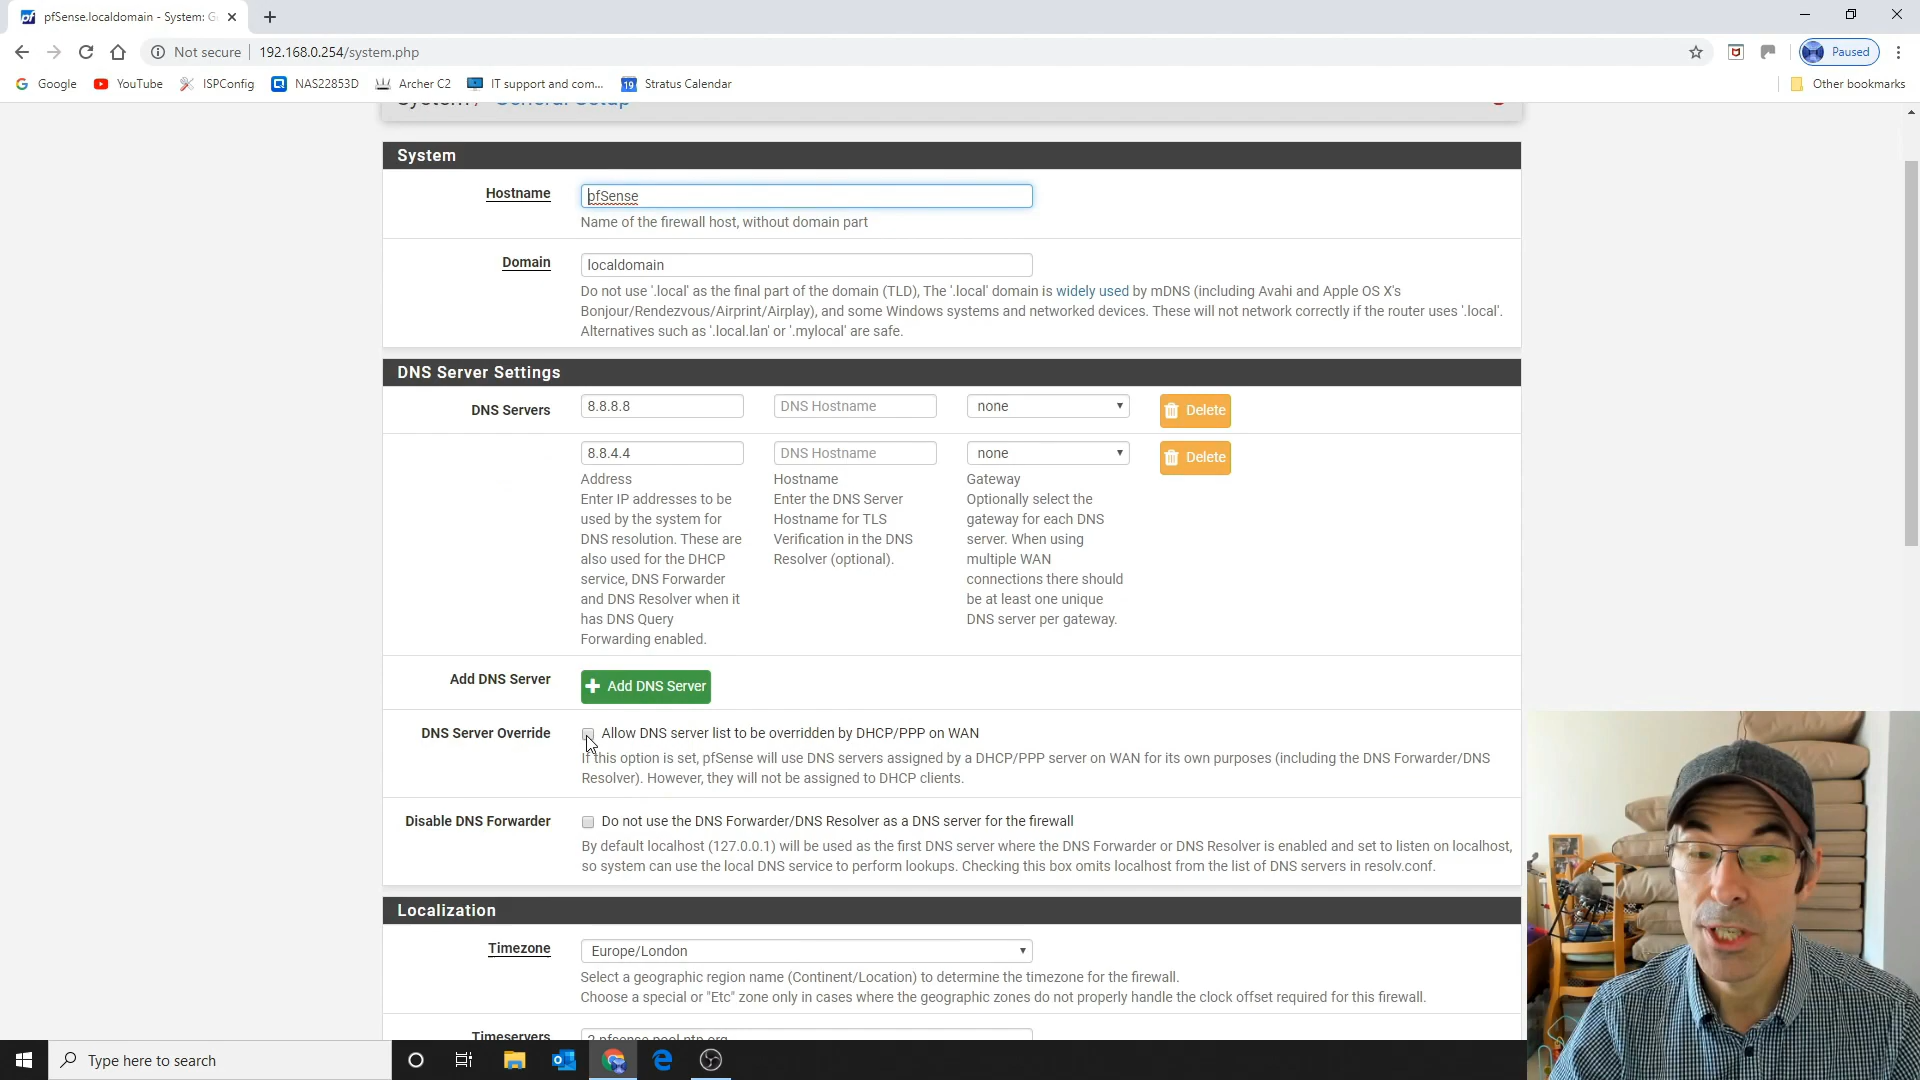 pfSense.localdomain - System: G
Not secure 192.168.0.254/system.php
Paused
Google YouTube ISPConfig NAS22853D Archer C2 IT support and com... 19 Stratus Calendar
Other bookmarks
System / General Setup
System
Hostname
pfSense
Name of the firewall host, without domain part
Domain
localdomain
Do not use '.local' as the final part of the domain (TLD), The '.local' domain is widely used by mDNS (including Avahi and Apple OS X's
Bonjour/Rendezvous/Airprint/Airplay), and some Windows systems and networked devices. These will not network correctly if the router uses '.local'.
Alternatives such as '.local.lan' or '.mylocal' are safe.
DNS Server Settings
DNS Servers
8.8.8.8
DNS Hostname
none
Delete
8.8.4.4
DNS Hostname
none
Delete
Address
Enter IP addresses to be
used by the system for
DNS resolution. These are
also used for the DHCP
service, DNS Forwarder
and DNS Resolver when it
has DNS Query
Forwarding enabled.
Hostname
Enter the DNS Server
Hostname for TLS
Verification in the DNS
Resolver (optional).
Gateway
Optionally select the
gateway for each DNS
server. When using
multiple WAN
connections there should
be at least one unique
DNS server per gateway.
Add DNS Server
Add DNS Server
DNS Server Override
Allow DNS server list to be overridden by DHCP/PPP on WAN
If this option is set, pfSense will use DNS servers assigned by a DHCP/PPP server on WAN for its own purposes (including the DNS Forwarder/DNS
Resolver). However, they will not be assigned to DHCP clients.
Disable DNS Forwarder
Do not use the DNS Forwarder/DNS Resolver as a DNS server for the firewall
By default localhost (127.0.0.1) will be used as the first DNS server where the DNS Forwarder or DNS Resolver is enabled and set to listen on localhost,
so system can use the local DNS service to perform lookups. Checking this box omits localhost from the list of DNS servers in resolv.conf.
Localization
Timezone
Europe/London
Select a geographic region name (Continent/Location) to determine the timezone for the firewall.
Choose a special or "Etc" zone only in cases where the geographic zones do not properly handle the clock offset required for this firewall.
Timeservers
2.pfsense.pool.ntp.org
Type here to search